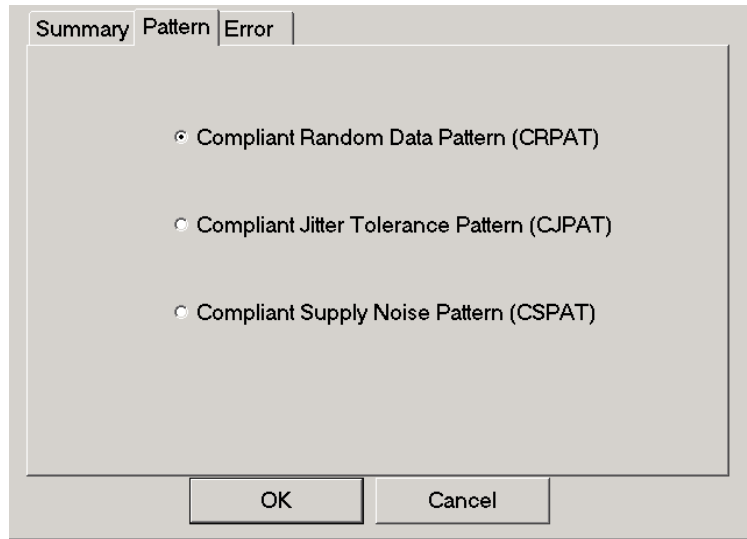 Summary Pattern Error
Compliant Random Data Pattern (CRPAT)
Compliant Jitter Tolerance Pattern (CJPAT)
Compliant Supply Noise Pattern (CSPAT)
OK Cancel